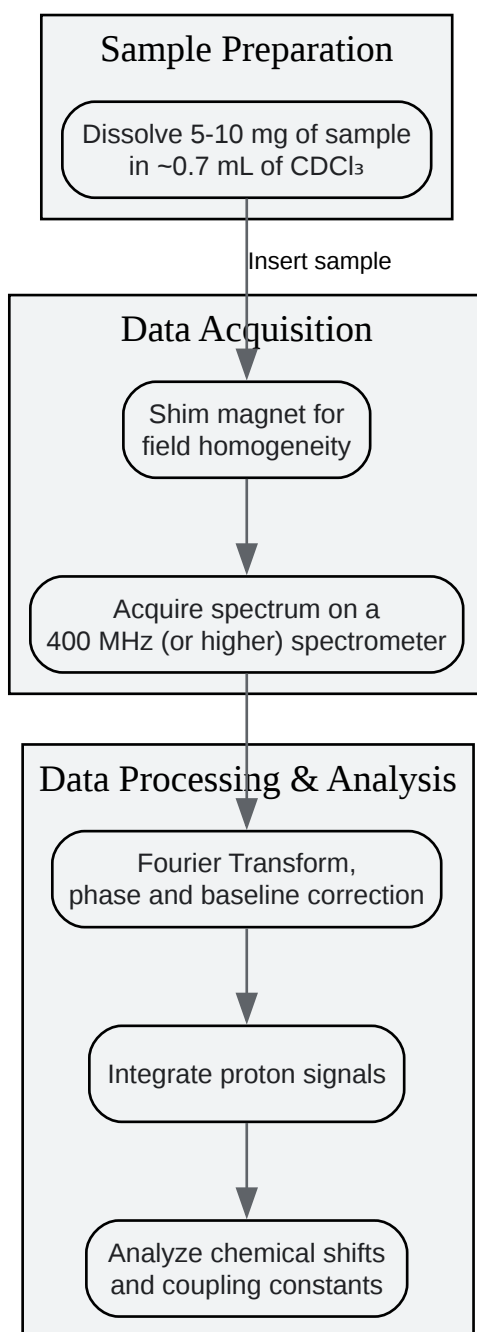 Sample Preparation
Dissolve 5-10 mg of sample
in ~0.7 mL of CDCl₃
Insert sample
Data Acquisition
Shim magnet for
field homogeneity
Acquire spectrum on a
400 MHz (or higher) spectrometer
Data Processing & Analysis
Fourier Transform,
phase and baseline correction
Integrate proton signals
Analyze chemical shifts
and coupling constants